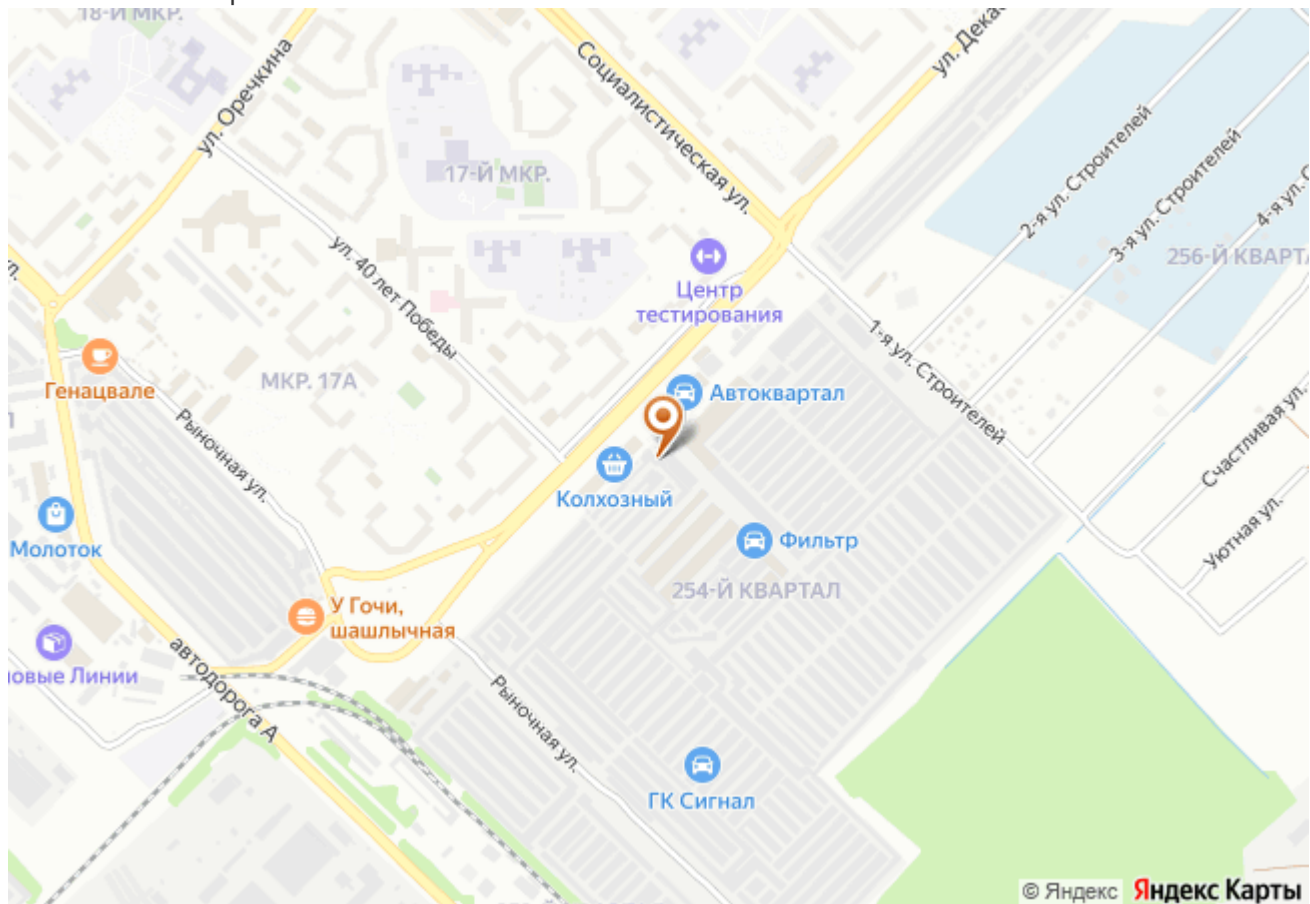 18-Й МКР.
ул. Оречкина
Социалистическая ул.
ул. Дека
17-Й МКР.
2-я ул. Строителей
3-я ул. Строителей
4-я ул. С
256-Й КВАРТА
ул.
ул. 40 лет Победы
Центр
тестирования
1-я ул. Строителей
Генацвале
МКР. 17А
Автоквартал
Рыночная ул.
Колхозный
Счастливая ул.
Уютная ул.
Молоток
Фильтр
254-Й КВАРТАЛ
У Гочи,
шашлычная
овые Линии
автодорога А
Рыночная ул.
ГК Сигнал
© Яндекс Яндекс Карты